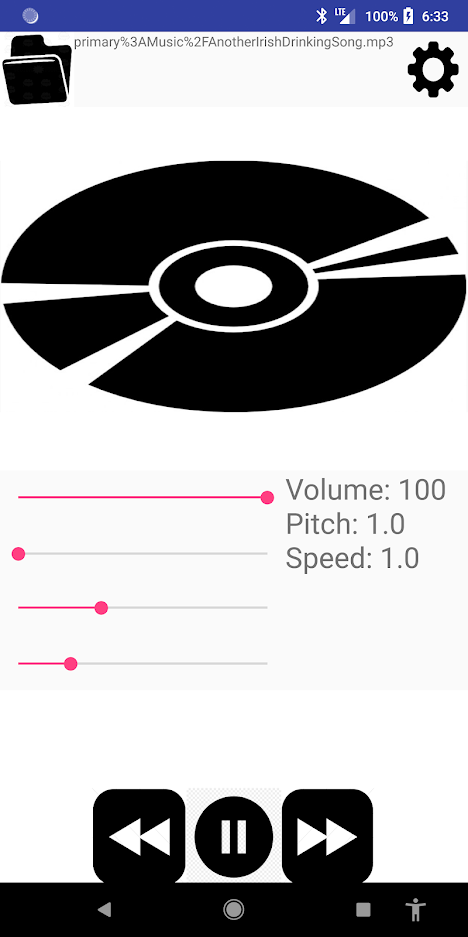 LTE 100% 6:33
primary%3AMusic%2FAnotherIrishDrinkingSong.mp3
Volume: 100
Pitch: 1.0
Speed: 1.0